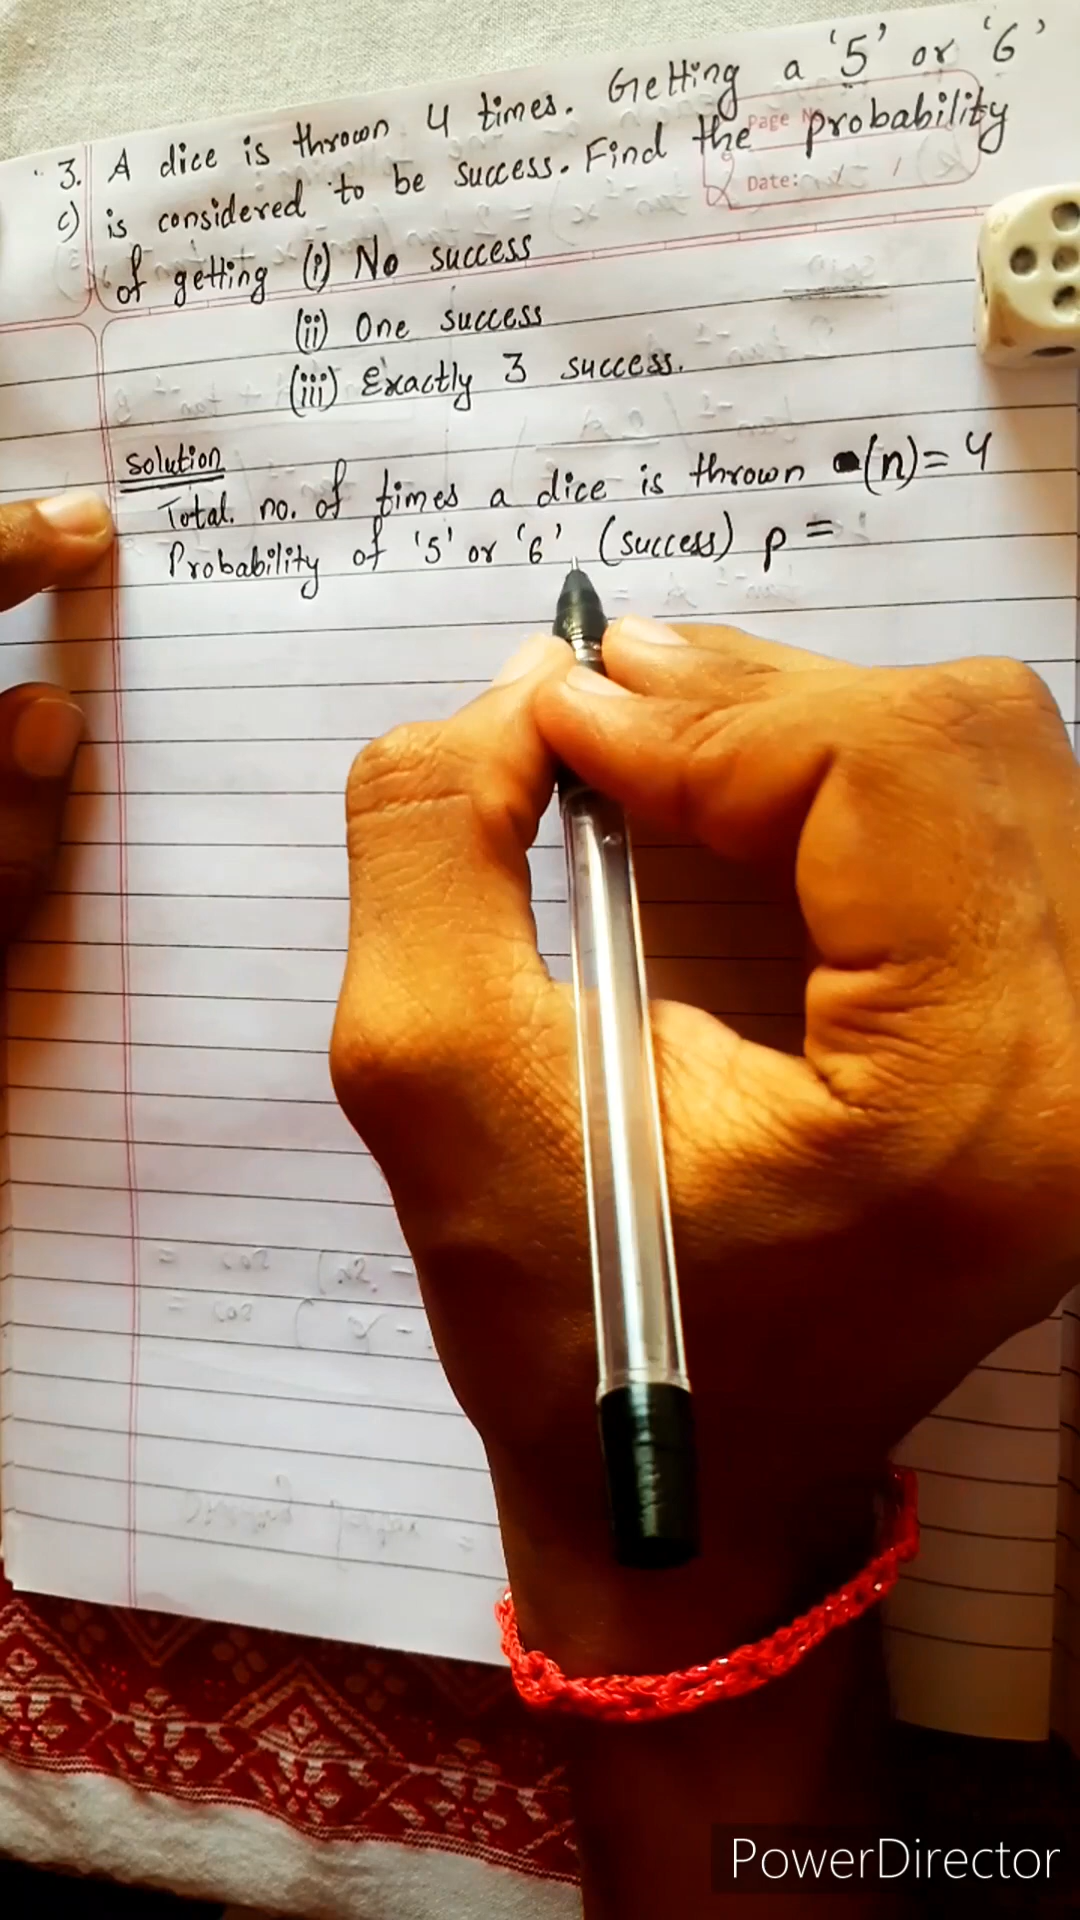 3. A dice is thrown 4 times. Getting a '5' or '6'
c) is considered to be success. Find the probability
Page No
Date:
of getting (i) No success
(ii) One success
(iii) Exactly 3 success.
Solution
Total. no. of times a dice is thrown (n) = 4
Probability of '5' or '6' (success) p =
PowerDirector